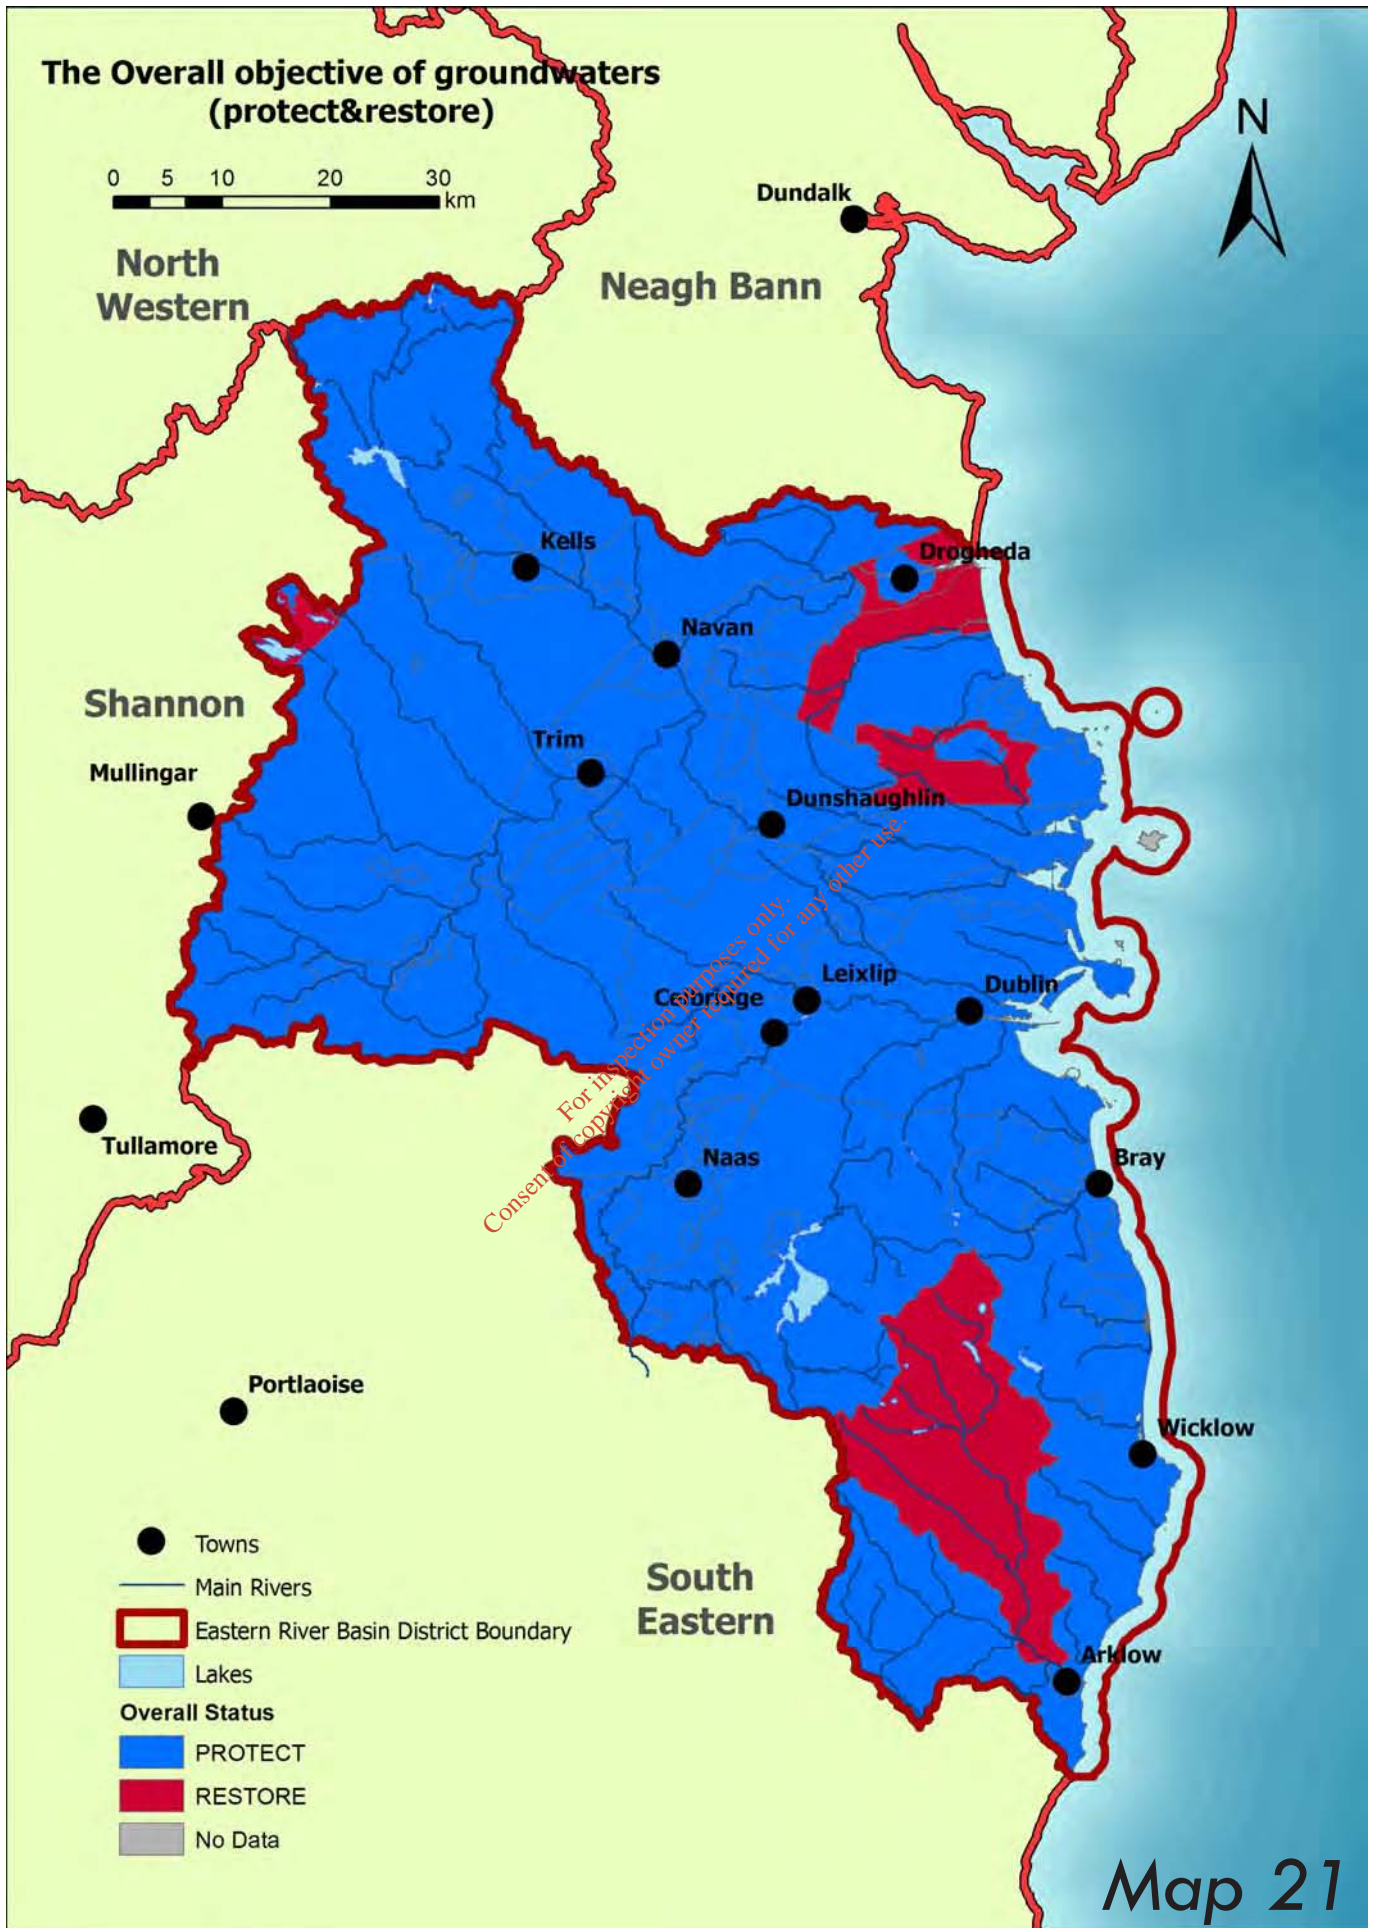 The Overall objective of groundwaters
(protect&restore)
0 5 10 20 30
km
N
Dundalk
North
Western
Neagh Bann
Kells
Drogheda
Navan
Shannon
Trim
Mullingar
Dunshaughlin
Leixlip
Celbridge
Dublin
For inspection purposes only.
Consent of copyright owner required for any other use.
Tullamore
Naas
Bray
Portlaoise
Wicklow
South
Eastern
Arklow
Towns
Main Rivers
Eastern River Basin District Boundary
Lakes
Overall Status
PROTECT
RESTORE
No Data
Map 21